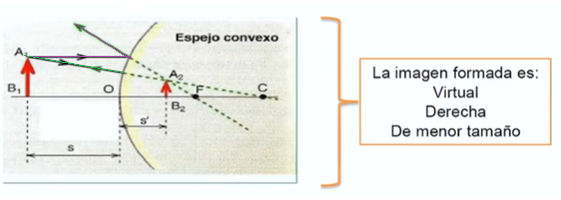 Espejo convexo
A₁
A₂
B₁
O
B₂
F
C
s'
s
La imagen formada es:
Virtual
Derecha
De menor tamaño